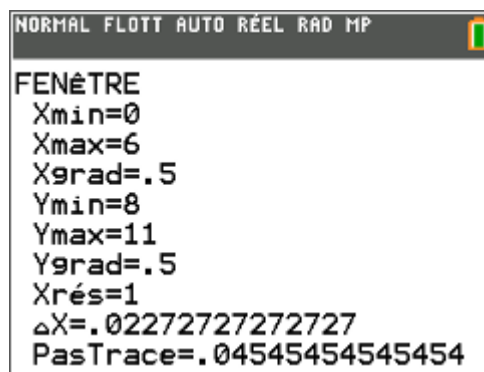 NORMAL FLOTT AUTO RÉEL RAD MP
FENÊTRE
Xmin=0
Xmax=6
Xgrad=.5
Ymin=8
Ymax=11
Ygrad=.5
Xrés=1
△X=.02272727272727
PasTrace=.04545454545454